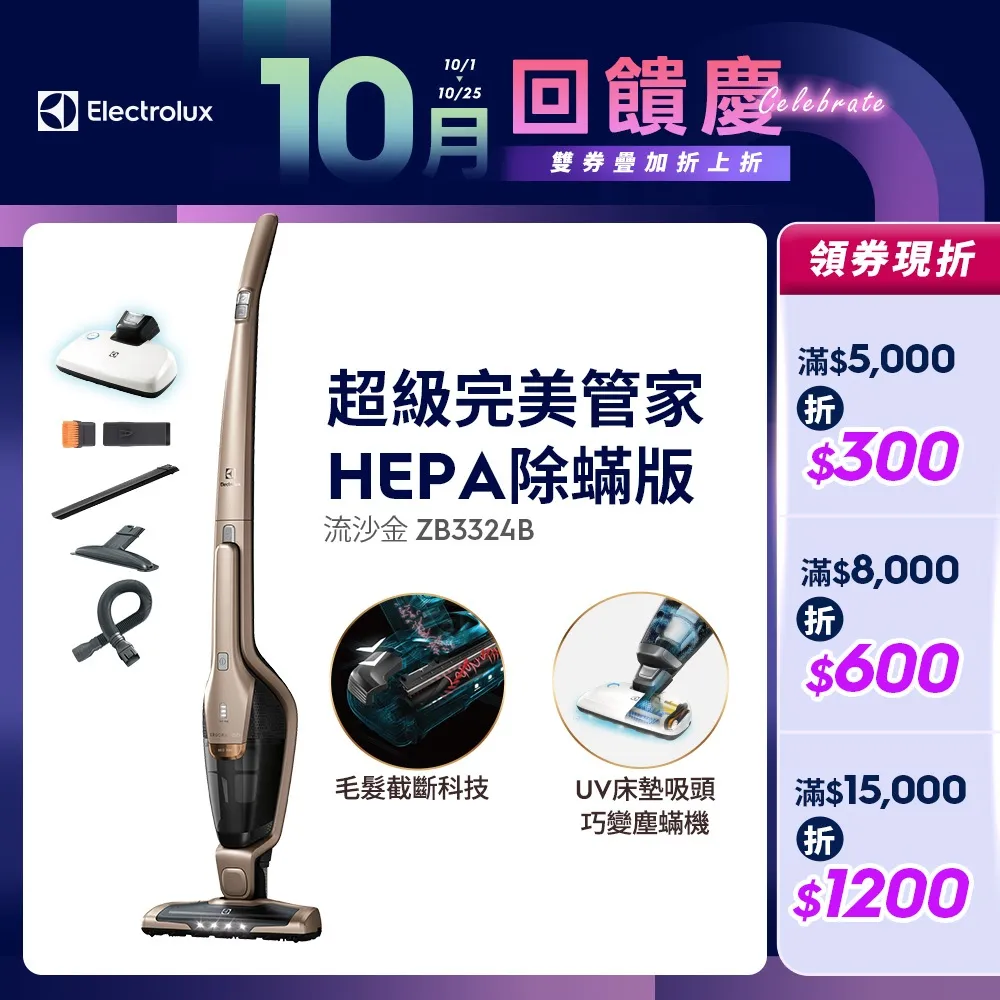 Electrolux
10月
10/1
10/25
回饋慶
Celebrate
雙券疊加折上折
超級完美管家
HEPA除蟎版
流沙金 ZB3324B
毛髮截斷科技
UV床墊吸頭
巧變塵蟎機
領券現折
滿$5,000
折
$300
滿$8,000
折
$600
滿$15,000
折
$1200
Electrolux